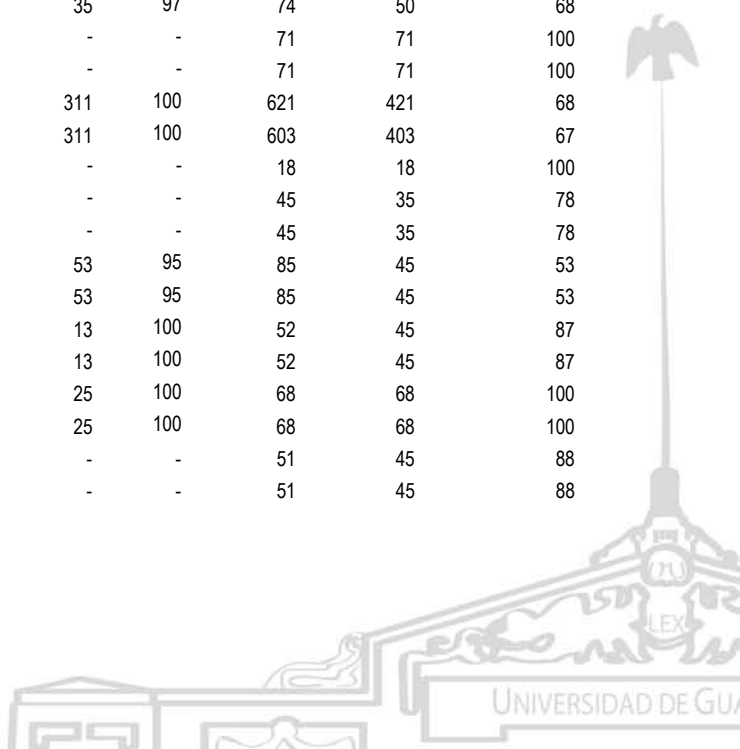 35 97 74 50 68
- - 71 71 100
- - 71 71 100
311 100 621 421 68
311 100 603 403 67
- - 18 18 100
- - 45 35 78
- - 45 35 78
53 95 85 45 53
53 95 85 45 53
13 100 52 45 87
13 100 52 45 87
25 100 68 68 100
25 100 68 68 100
- - 51 45 88
- - 51 45 88
LEX
UNIVERSIDAD DE GUA